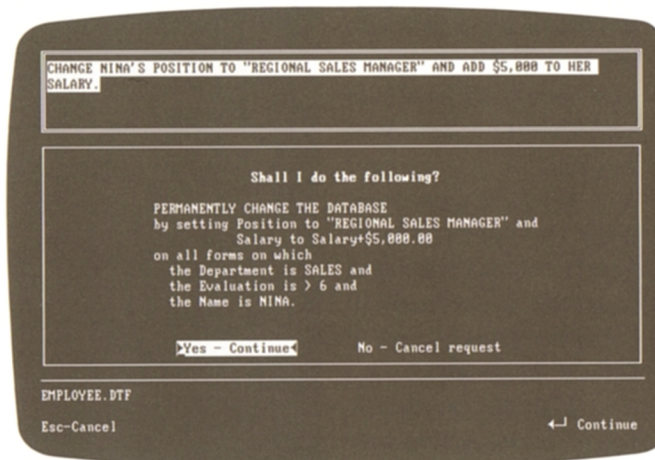 CHANGE NINA'S POSITION TO "REGIONAL SALES MANAGER" AND ADD $5,000 TO HER
SALARY.
Shall I do the following?
PERMANENTLY CHANGE THE DATABASE
by setting Position to "REGIONAL SALES MANAGER" and
Salary to Salary+$5,000.00
on all forms on which
the Department is SALES and
the Evaluation is > 6 and
the Name is NINA.
►Yes - Continue◄ No - Cancel request
EMPLOYEE.DTF
Esc-Cancel ↵ Continue